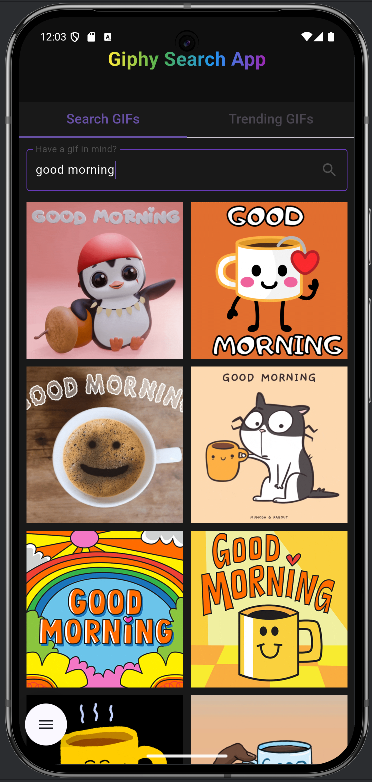 12:03
Giphy Search App
Search GIFs
Trending GIFs
Have a gif in mind?
good morning
GOOD MORNING
GOOD
MORNING
GOOD MORNING
GOOD MORNING
GOOD
MORNING
GOOD
MORNING